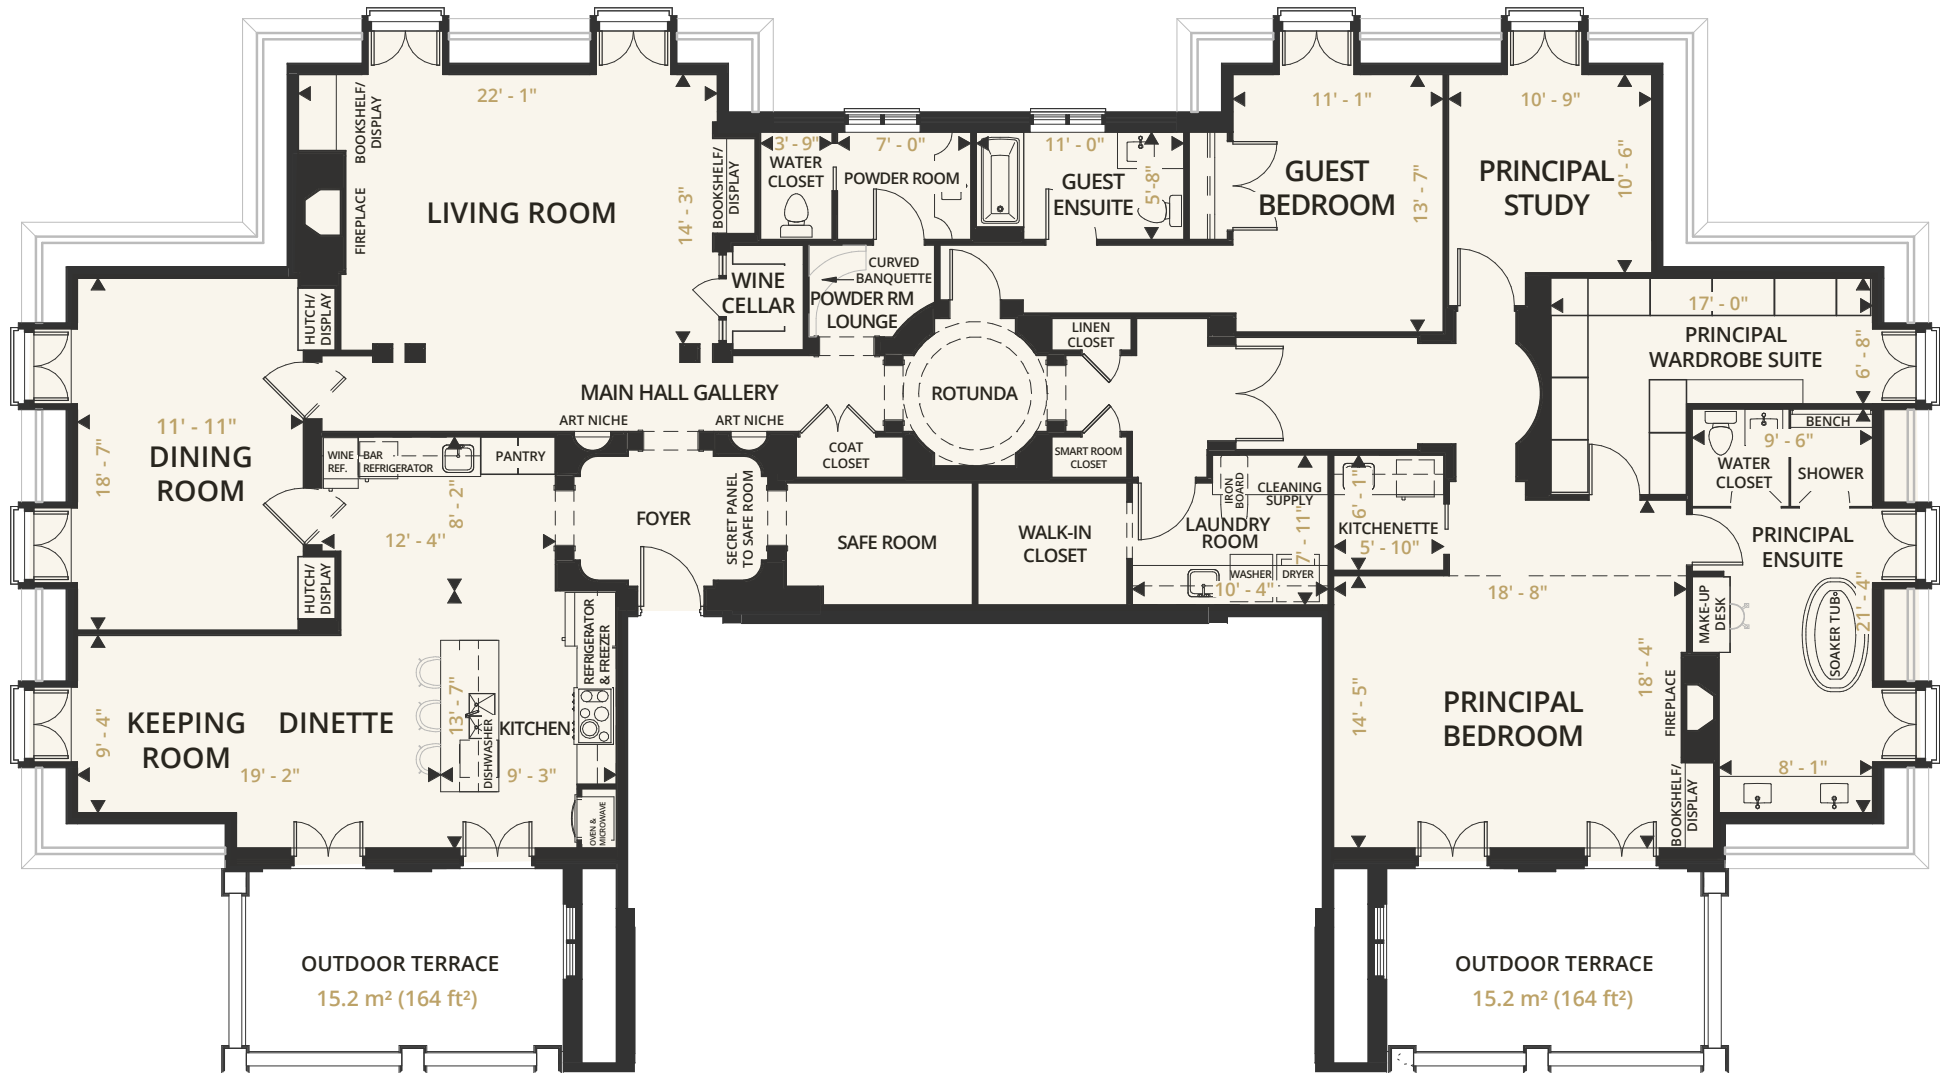 22' - 1"
BOOKSHELF/
DISPLAY
FIREPLACE
LIVING ROOM
14' - 3"
BOOKSHELF/
DISPLAY
3' - 9"
WATER
CLOSET
7' - 0"
POWDER ROOM
11' - 0"
GUEST
ENSUITE
5'-8"
11' - 1"
GUEST
BEDROOM
13' - 7"
10' - 9"
PRINCIPAL
STUDY
10' - 6"
WINE
CELLAR
CURVED
BANQUETTE
POWDER RM
LOUNGE
HUTCH/
DISPLAY
LINEN
CLOSET
17' - 0"
PRINCIPAL
WARDROBE SUITE
6' - 8"
MAIN HALL GALLERY
ROTUNDA
ART NICHE
ART NICHE
11' - 11"
DINING
ROOM
18' - 7"
WINE
REF.
BAR
REFRIGERATOR
PANTRY
8' - 2"
12' - 4"
COAT
CLOSET
SMART ROOM
CLOSET
FOYER
SECRET PANEL
TO SAFE ROOM
SAFE ROOM
WALK-IN
CLOSET
IRON
BOARD
CLEANING
SUPPLY
LAUNDRY
ROOM
7' - 11"
WASHER
DRYER
10' - 4"
6' - 1"
KITCHENETTE
5' - 10"
BENCH
9' - 6"
WATER
CLOSET
SHOWER
PRINCIPAL
ENSUITE
21' - 4"
SOAKER TUB
MAKE-UP
DESK
18' - 8"
HUTCH/
DISPLAY
REFRIGERATOR
& FREEZER
9' - 4"
KEEPING
ROOM
DINETTE
19' - 2"
13' - 7"
DISHWASHER
KITCHEN
9' - 3"
OVEN &
MICROWAVE
14' - 5"
PRINCIPAL
BEDROOM
18' - 4"
FIREPLACE
BOOKSHELF/
DISPLAY
8' - 1"
OUTDOOR TERRACE
15.2 m² (164 ft²)
OUTDOOR TERRACE
15.2 m² (164 ft²)